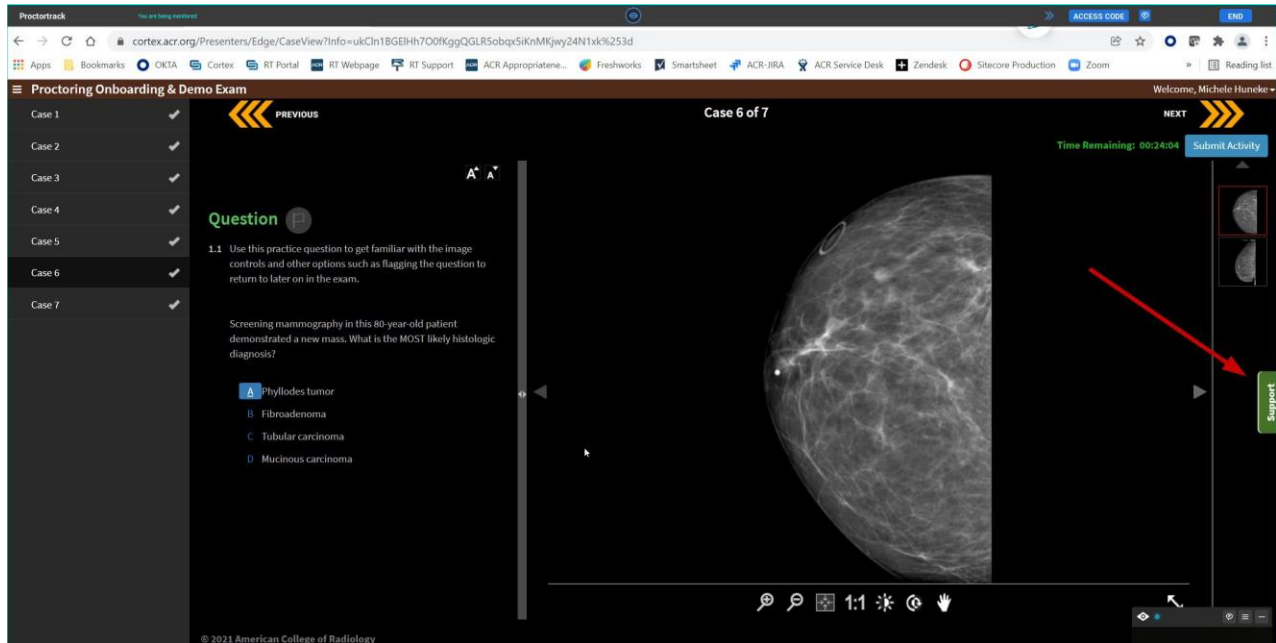 Proctortrack You are being monitored ACCESS CODE END
cortex.acr.org/Presenters/Edge/CaseView?Info=ukCln1BGEIHh7O0fKggQGLR5obqx5iKnMKjwy24N1xk%253d
Apps Bookmarks OKTA Cortex RT Portal RT Webpage RT Support ACR Appropriatene... Freshworks Smartsheet ACR-JIRA ACR Service Desk Zendesk Sitecore Production Zoom » Reading list
Proctoring Onboarding & Demo Exam Welcome, Michele Huneke
Case 1
Case 2
Case 3
Case 4
Case 5
Case 6
Case 7
PREVIOUS Case 6 of 7 NEXT
Time Remaining: 00:24:04 Submit Activity
A A
Question
1.1 Use this practice question to get familiar with the image
controls and other options such as flagging the question to
return to later on in the exam.
Screening mammography in this 80-year-old patient
demonstrated a new mass. What is the MOST likely histologic
diagnosis?
A Phyllodes tumor
B Fibroadenoma
C Tubular carcinoma
D Mucinous carcinoma
Support
1:1
© 2021 American College of Radiology